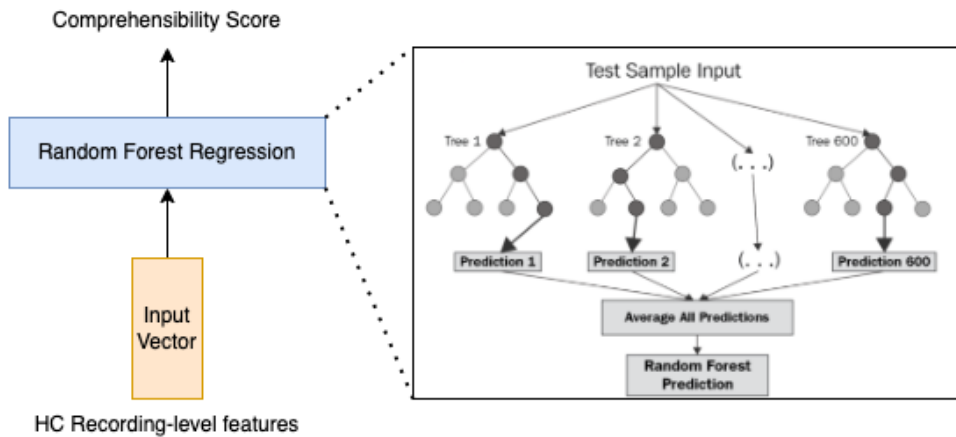 Comprehensibility Score
Random Forest Regression
Input
Vector
HC Recording-level features
Test Sample Input
Tree 1
Tree 2
(. . .)
Tree 600
Prediction 1
Prediction 2
(. . .)
Prediction 600
Average All Predictions
Random Forest
Prediction